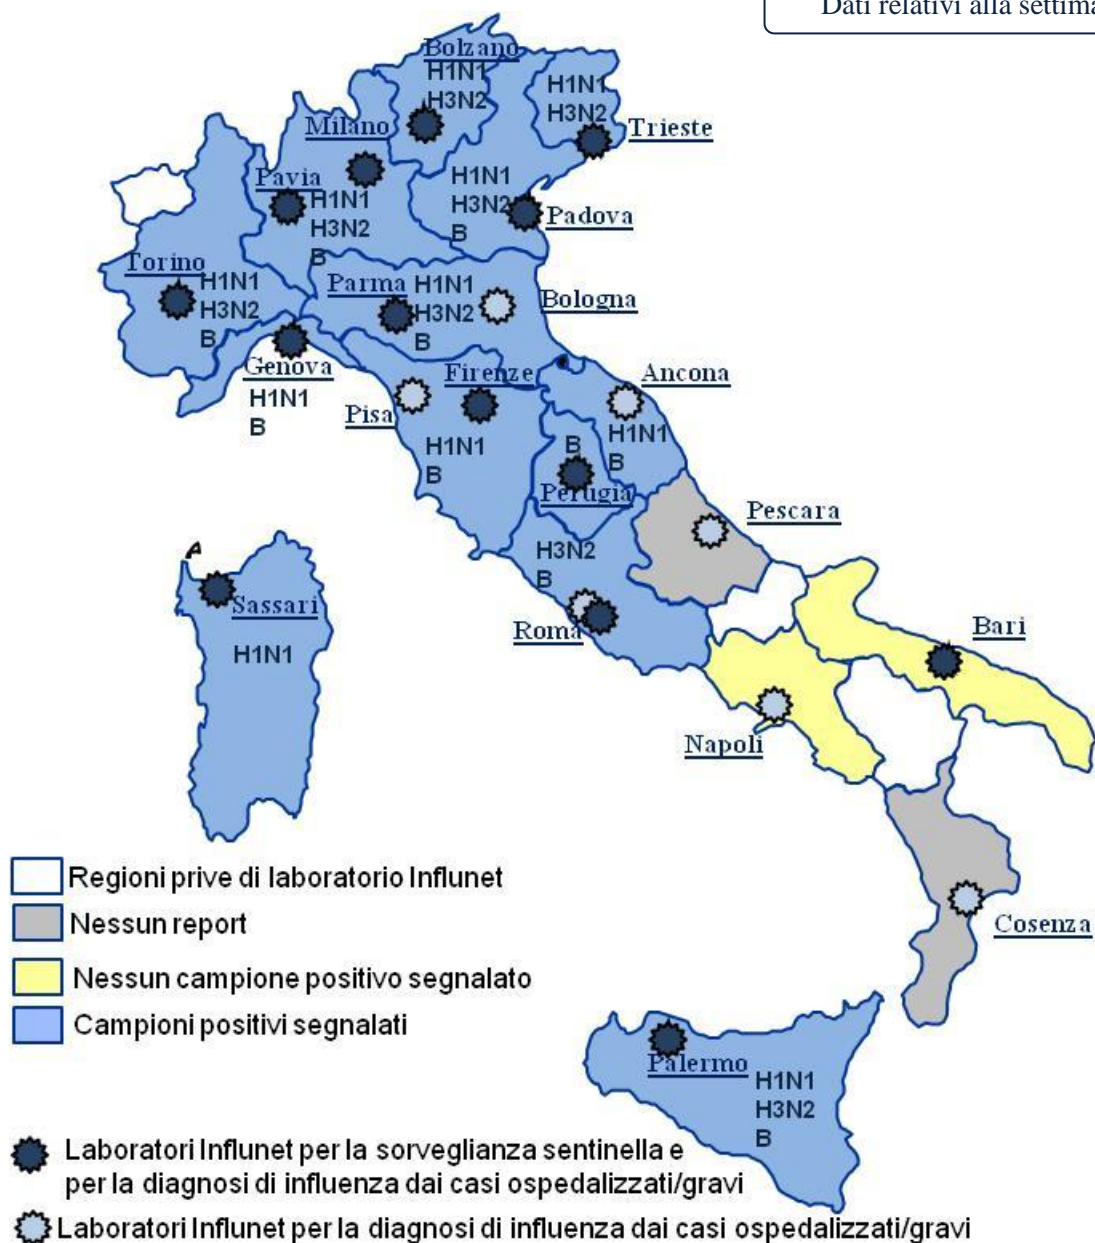 Dati relativi alla
Bolzano
H1N1
H3N2
H1N1
H3N2
Trieste
Milano
Pavia
H1N1
H3N2
B
H1N1
H3N2
B
Padova
Torino
H1N1
H3N2
B
Parma
H1N1
H3N2
B
Bologna
Genova
H1N1
B
Firenze
Pisa
H1N1
B
Ancona
H1N1
B
B
Perugia
Pescara
H3N2
B
Roma
Sassari
H1N1
Bari
Napoli
Cosenza
Regioni prive di laboratorio Influnet
Nessun report
Nessun campione positivo segnalato
Campioni positivi segnalati
Palermo
H1N1
H3N2
B
Laboratori Influnet per la sorveglianza sentinella e
per la diagnosi di influenza dai casi ospedalizzati/gravi
Laboratori Influnet per la diagnosi di influenza dai casi ospedalizzati/gravi